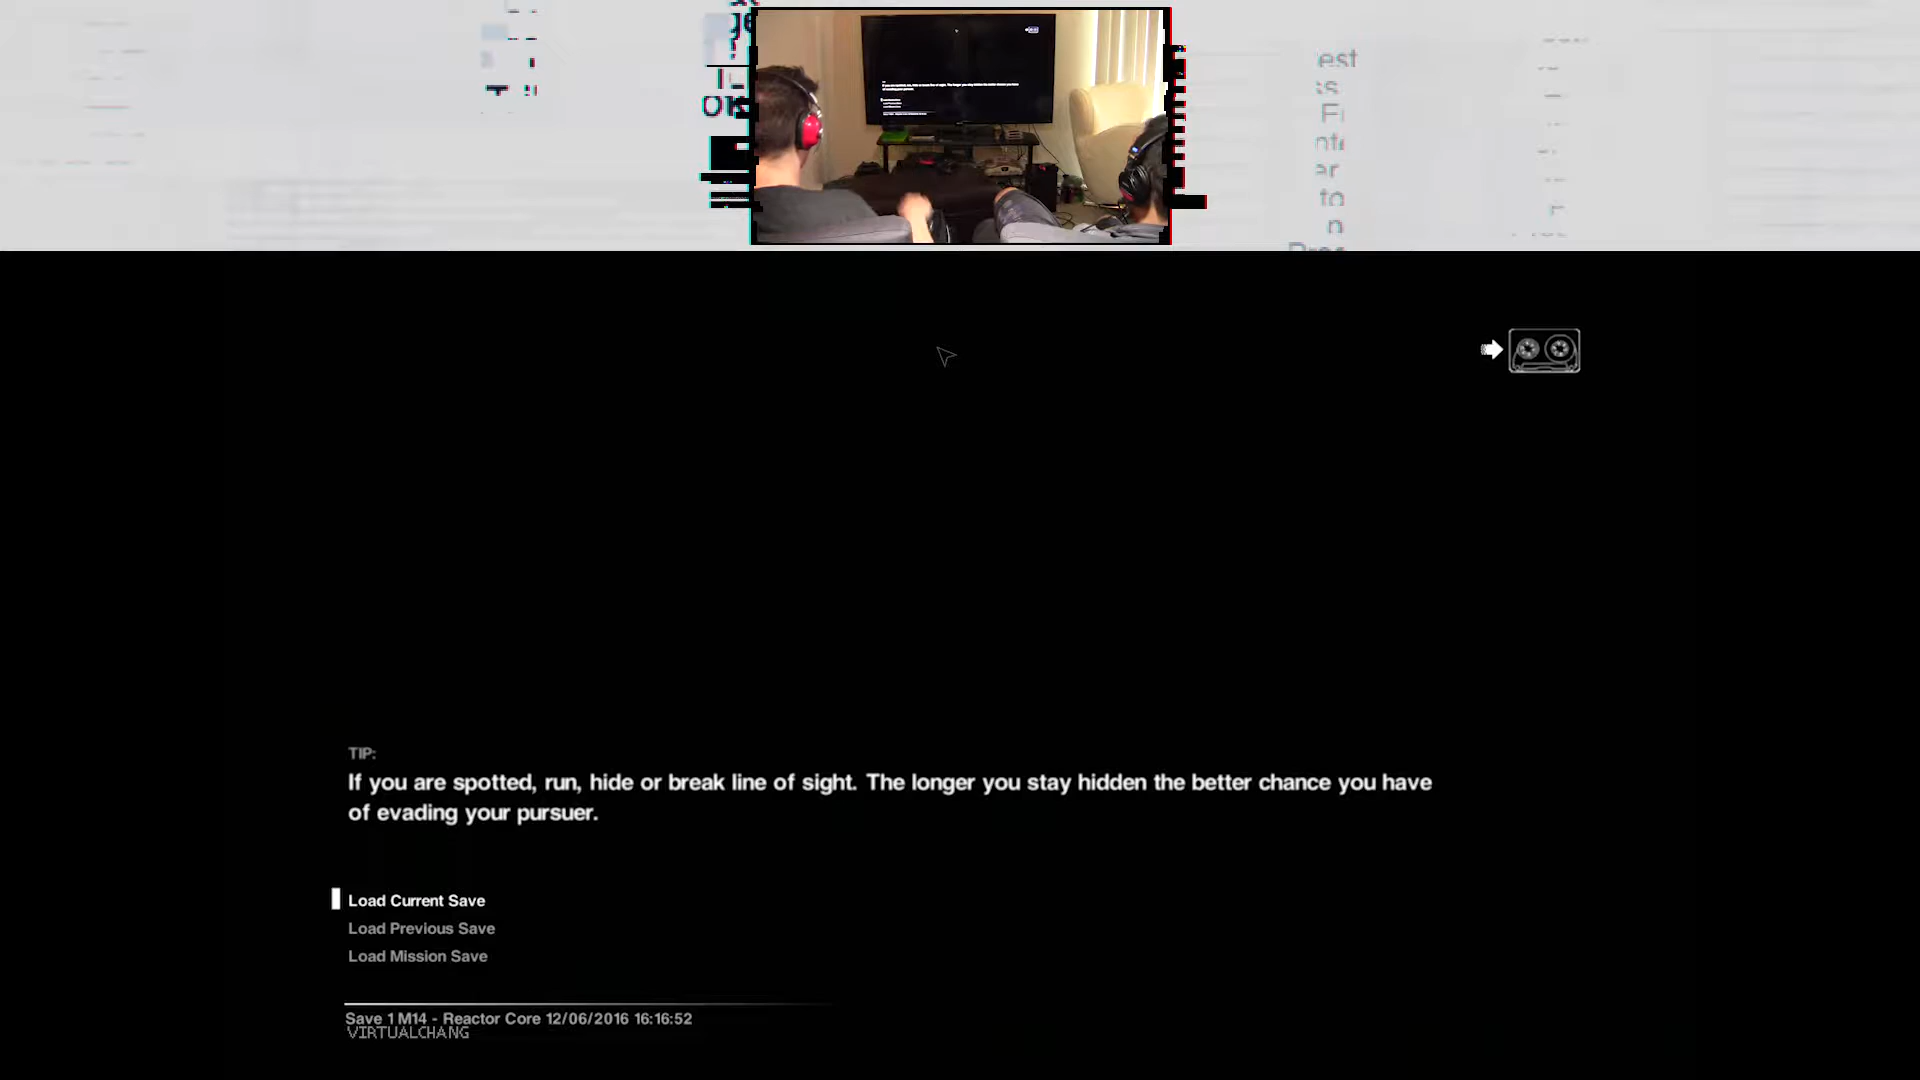 est
to
TIP:
If you are spotted, run, hide or break line of sight. The longer you stay hidden the better chance you have
of evading your pursuer.
Load Current Save
Load Previous Save
Load Mission Save
Save 1 M14 - Reactor Core 12/06/2016 16:16:52
VIRTUALCHANG